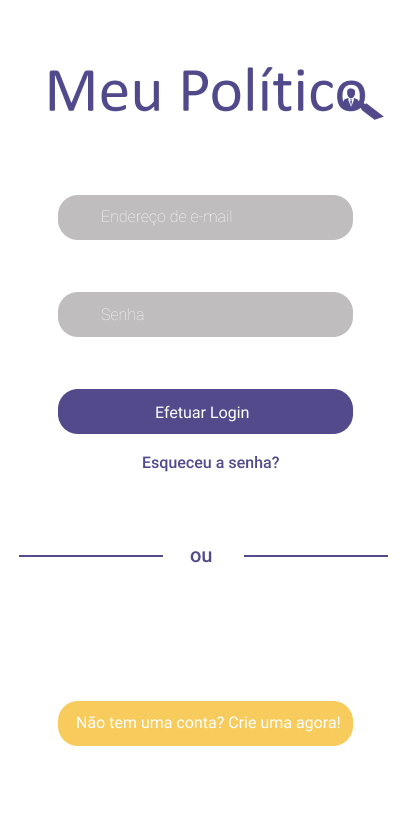 Meu Político
Endereço de e-mail
Senha
Efetuar Login
Esqueceu a senha?
ou
Não tem uma conta? Crie uma agora!